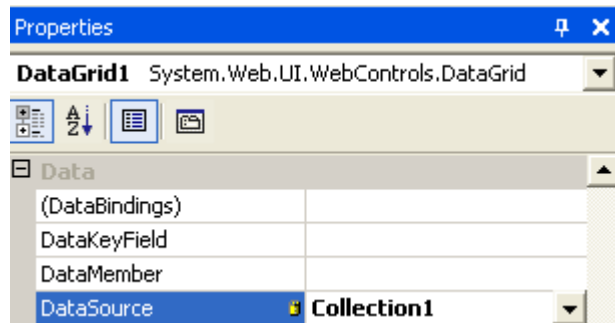 Properties
DataGrid1 System.Web.UI.WebControls.DataGrid
A
Z
Data
(DataBindings)
DataKeyField
DataMember
DataSource Collection1